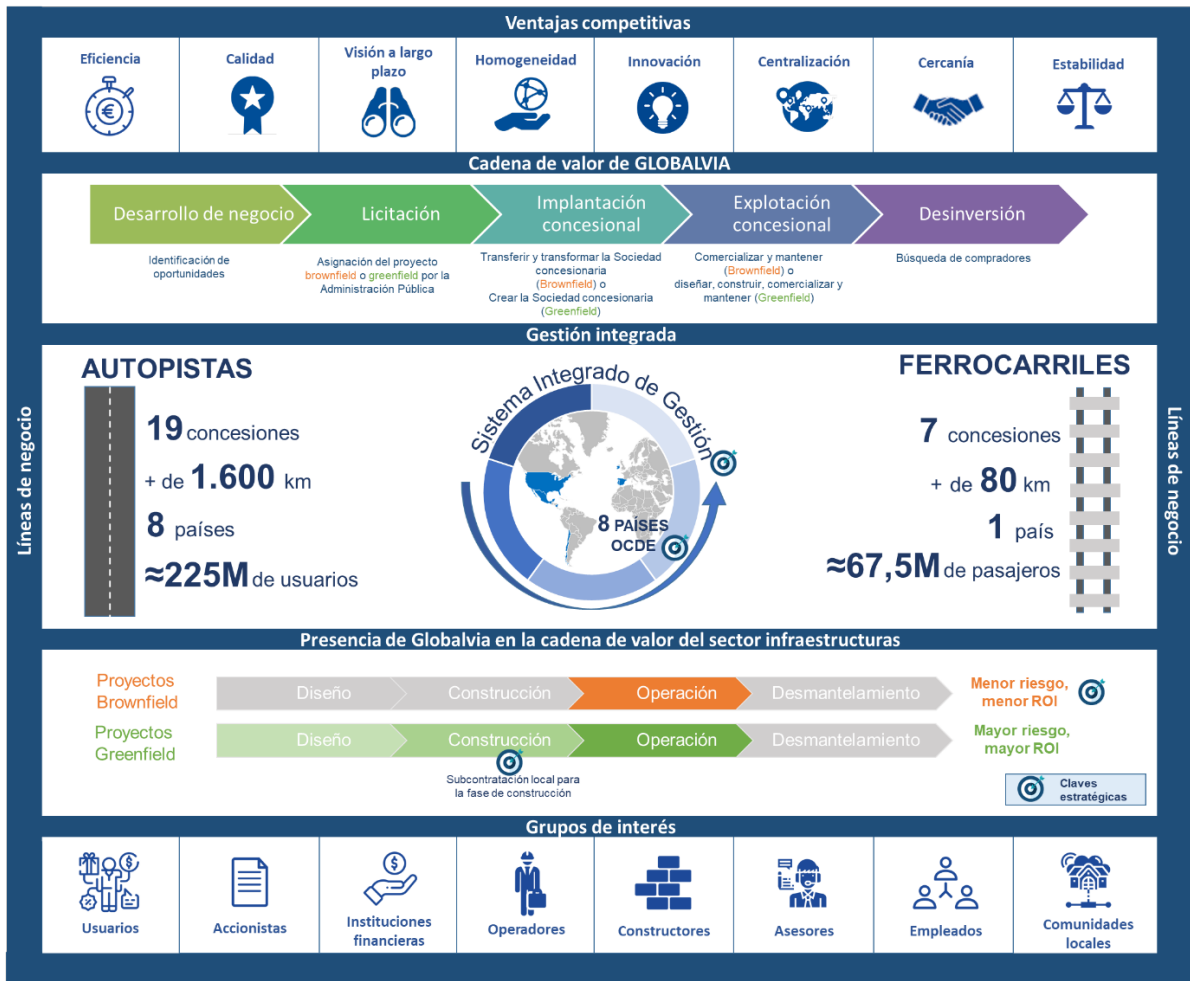 Ventajas competitivas
Eficiencia
Calidad
Visión a largo
plazo
Homogeneidad
Innovación
Centralización
Cercanía
Estabilidad
Cadena de valor de GLOBALVIA
Desarrollo de negocio
Licitación
Implantación
concesional
Explotación
concesional
Desinversión
Identificación de
oportunidades
Asignación del proyecto
brownfield o greenfield por la
Administración Pública
Transferir y transformar la Sociedad
concesionaria
(Brownfield) o
Crear la Sociedad concesionaria
(Greenfield)
Comercializar y mantener
(Brownfield) o
diseñar, construir, comercializar y
mantener (Greenfield)
Búsqueda de compradores
Gestión integrada
Líneas de negocio
AUTOPISTAS
19 concesiones
+ de 1.600 km
8 países
≈225M de usuarios
Sistema Integrado de Gestión
8 PAÍSES
OCDE
FERROCARRILES
7 concesiones
+ de 80 km
1 país
≈67,5M de pasajeros
Líneas de negocio
Presencia de Globalvia en la cadena de valor del sector infraestructuras
Proyectos
Brownfield
Diseño
Construcción
Operación
Desmantelamiento
Menor riesgo,
menor ROI
Proyectos
Greenfield
Diseño
Construcción
Operación
Desmantelamiento
Mayor riesgo,
mayor ROI
Subcontratación local para
la fase de construcción
Claves
estratégicas
Grupos de interés
Usuarios
Accionistas
Instituciones
financieras
Operadores
Constructores
Asesores
Empleados
Comunidades
locales